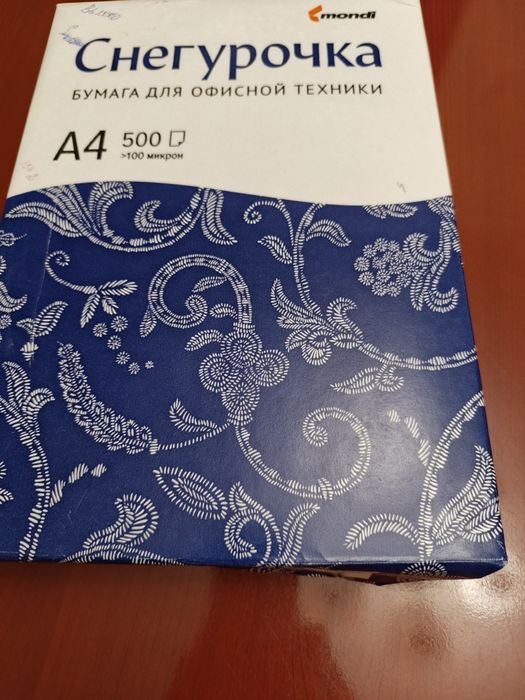 mondi
Снегурочка
БУМАГА ДЛЯ ОФИСНОЙ ТЕХНИКИ
A4 500
>100 микрон